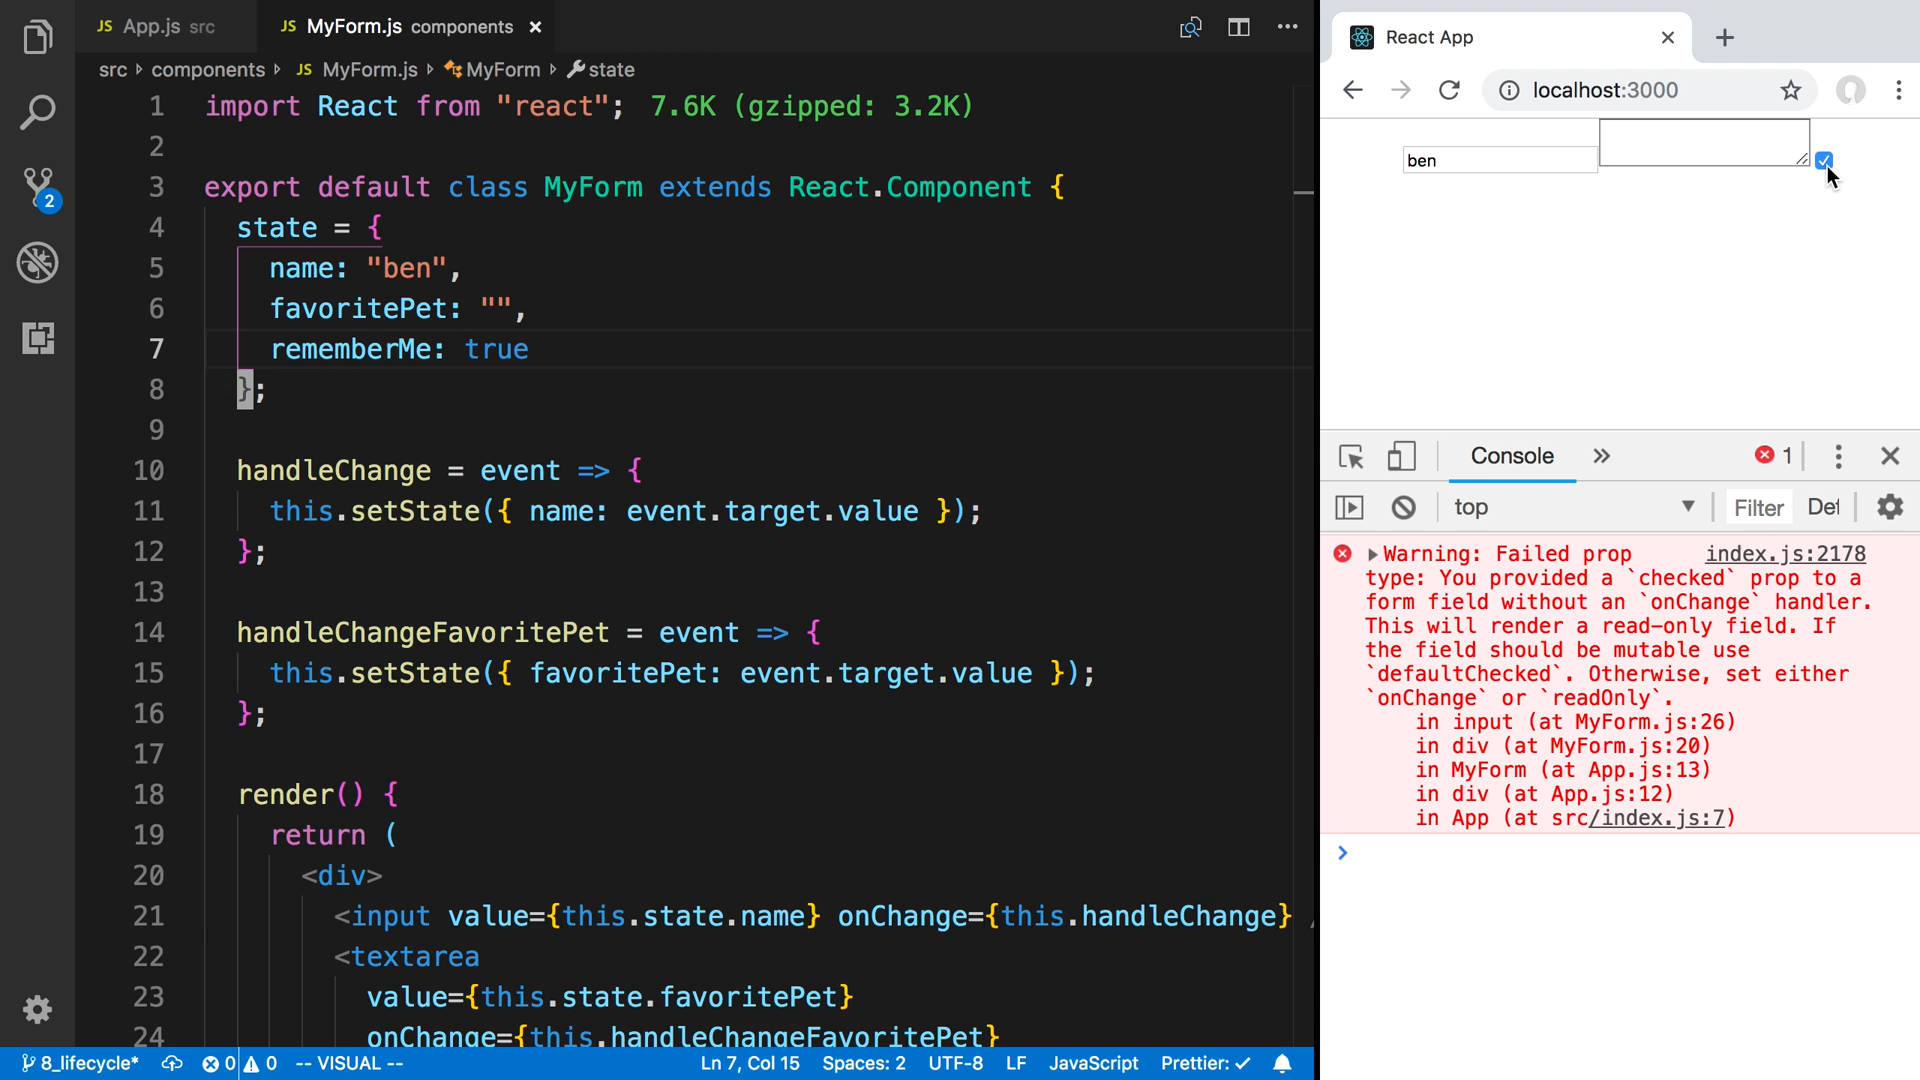 JS App.js src
JS MyForm.js components
src components JS MyForm.js MyForm state
1 import React from "react"; 7.6K (gzipped: 3.2K)
2
3 export default class MyForm extends React.Component {
4 state = {
5 name: "ben",
6 favoritePet: "",
7 rememberMe: true
8 };
9
10 handleChange = event => {
11 this.setState({ name: event.target.value });
12 };
13
14 handleChangeFavoritePet = event => {
15 this.setState({ favoritePet: event.target.value });
16 };
17
18 render() {
19 return (
20 <div>
21 <input value={this.state.name} onChange={this.handleChange} /
22 <textarea
23 value={this.state.favoritePet}
24 onChange={this.handleChangeFavoritePet}
2
8_lifecycle* 0 0 -- VISUAL -- Ln 7, Col 15 Spaces: 2 UTF-8 LF JavaScript Prettier: ✓
React App
localhost:3000
ben
Console 1
top Filter Def
Warning: Failed prop index.js:2178
type: You provided a `checked` prop to a
form field without an `onChange` handler.
This will render a read-only field. If
the field should be mutable use
`defaultChecked`. Otherwise, set either
`onChange` or `readOnly`.
in input (at MyForm.js:26)
in div (at MyForm.js:20)
in MyForm (at App.js:13)
in div (at App.js:12)
in App (at src/index.js:7)